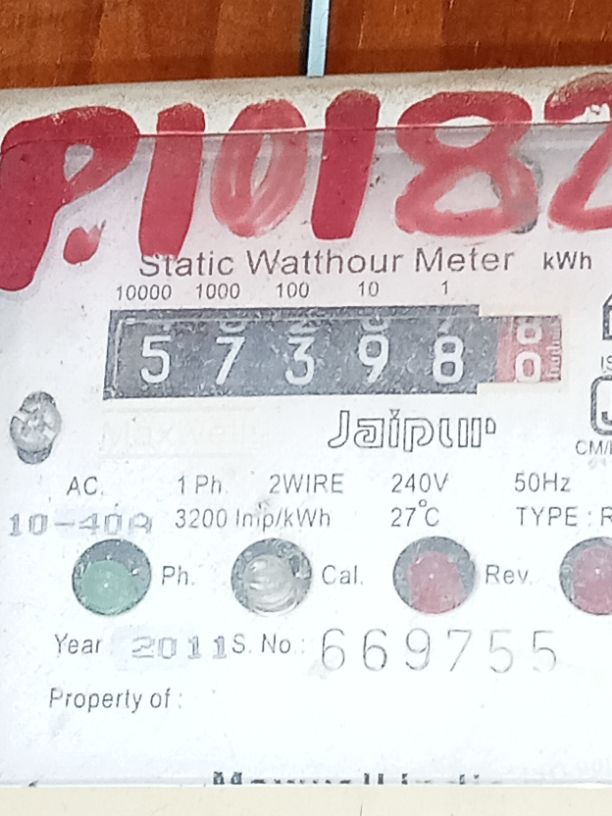 P.10182
Static Watthour Meter kWh
10000 1000 100 10 1
5 7 3 9 8 0
Jaipur
CM/
AC. 1 Ph. 2WIRE 240V 50Hz
10-40A 3200 Imp/kWh 27°C TYPE : R
Ph. Cal. Rev.
Year 2011 S. No.: 669755
Property of :